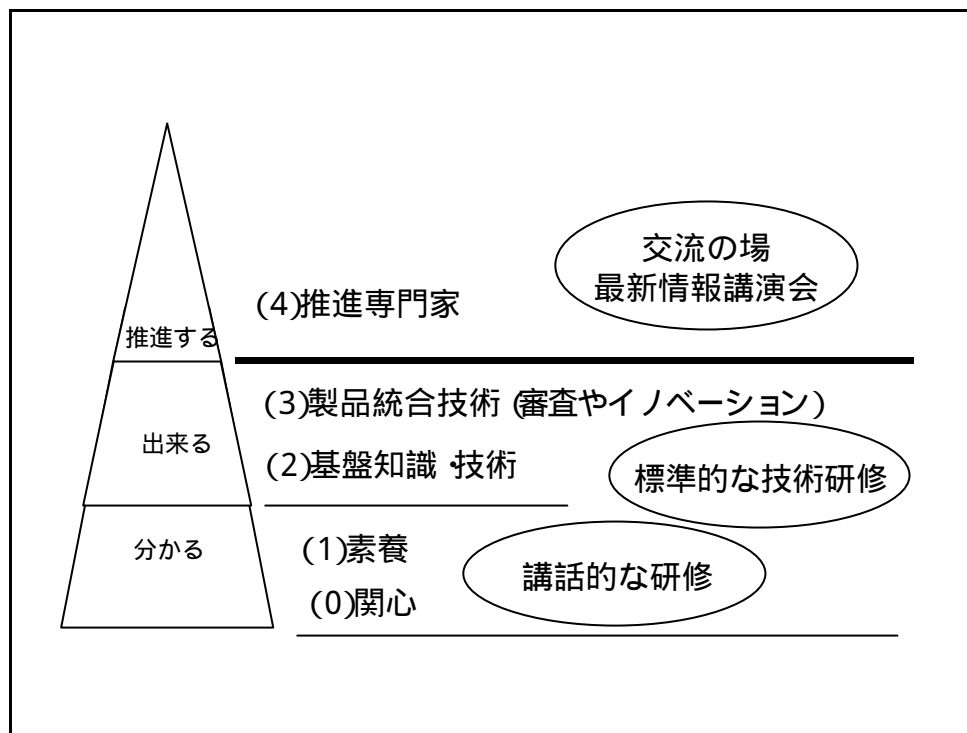 交流の場
最新情報講演会
(4)推進専門家
推進する
(3)製品統合技術（審査やイノベーション）
出来る
(2)基盤知識・技術
標準的な技術研修
分かる
(1)素養
講話的な研修
(0)関心